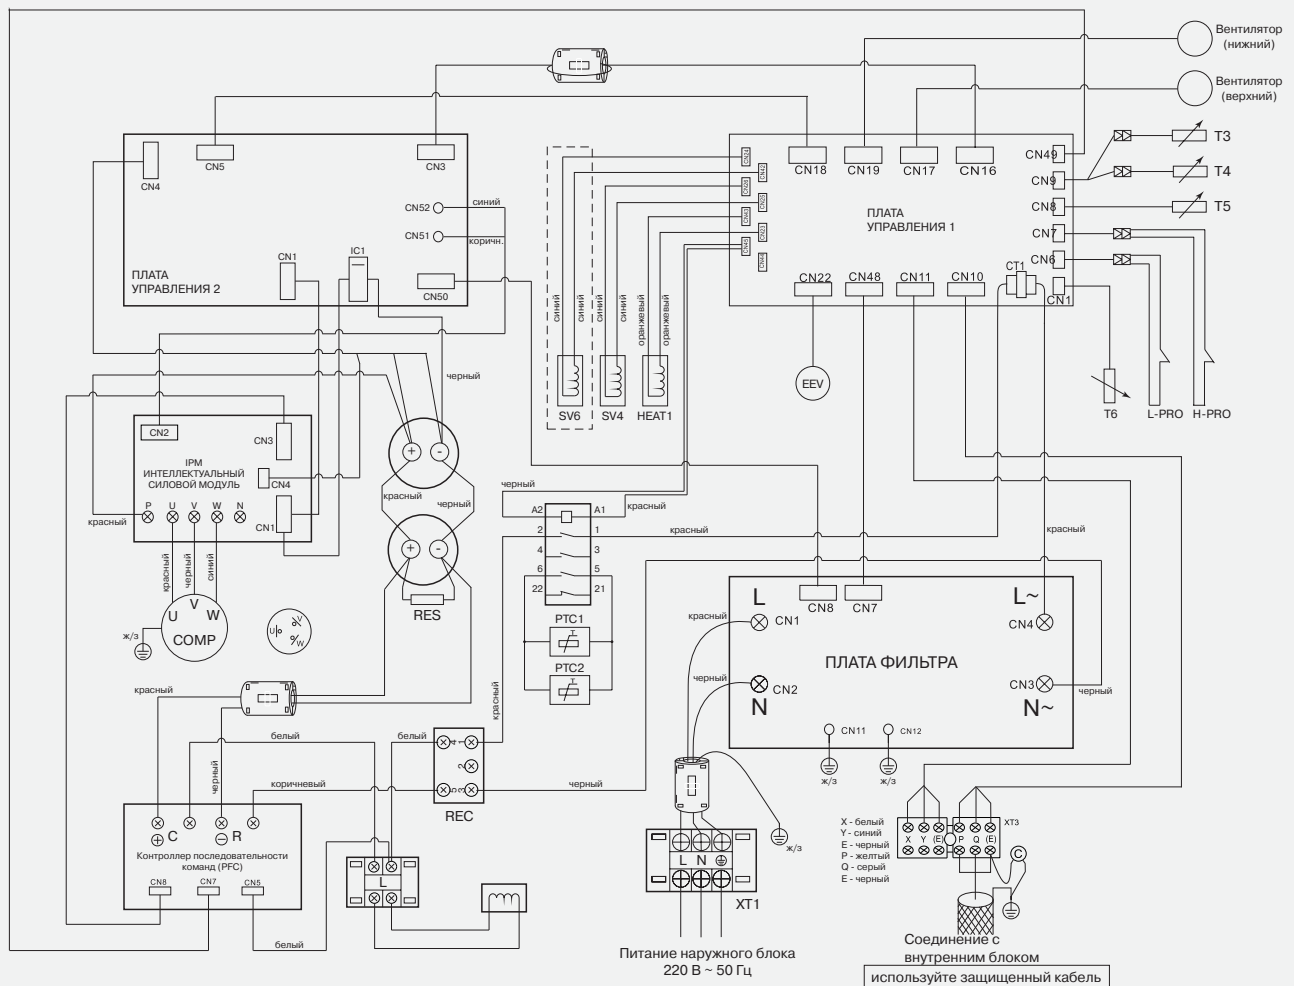 Вентилятор
(нижний)
Вентилятор
(верхний)
CN4
CN5
CN3
CN52
синий
CN51
коричн.
CN1
IC1
CN50
ПЛАТА
УПРАВЛЕНИЯ 2
CN18
CN19
CN17
CN16
CN49
CN9
CN8
CN7
CN6
CT1
CN1
ПЛАТА
УПРАВЛЕНИЯ 1
CN22
CN48
CN11
CN10
T3
T4
T5
T6
L-PRO
H-PRO
EEV
синий
синий
синий
синий
оранжевый
оранжевый
SV6
SV4
HEAT1
черный
CN2
CN3
IPM
ИНТЕЛЛЕКТУАЛЬНЫЙ
СИЛОВОЙ МОДУЛЬ
CN4
CN1
P
U
V
W
N
красный
красный
черный
синий
U
V
W
COMP
ж/з
U
V
W
+
-
красный
черный
+
-
RES
черный
красный
A2
A1
2
1
4
3
6
5
22
21
красный
красный
PTC1
T
PTC2
T
L
CN8
CN7
L~
красный
CN1
CN4
ПЛАТА ФИЛЬТРА
черный
CN2
N
CN3
N~
черный
CN11
CN12
ж/з
ж/з
красный
красный
белый
белый
черный
коричневый
4
1
2
5
3
REC
черный
C
R
Контроллер последовательности
команд (PFC)
CN8
CN7
CN5
белый
L
L
N
ж/з
XT1
Питание наружного блока
220 В ~ 50 Гц
X - белый
Y - синий
E - черный
P - желтый
Q - серый
E - черный
X
Y
(E)
P
Q
(E)
XT3
C
Соединение с
внутренним блоком
используйте защищенный кабель